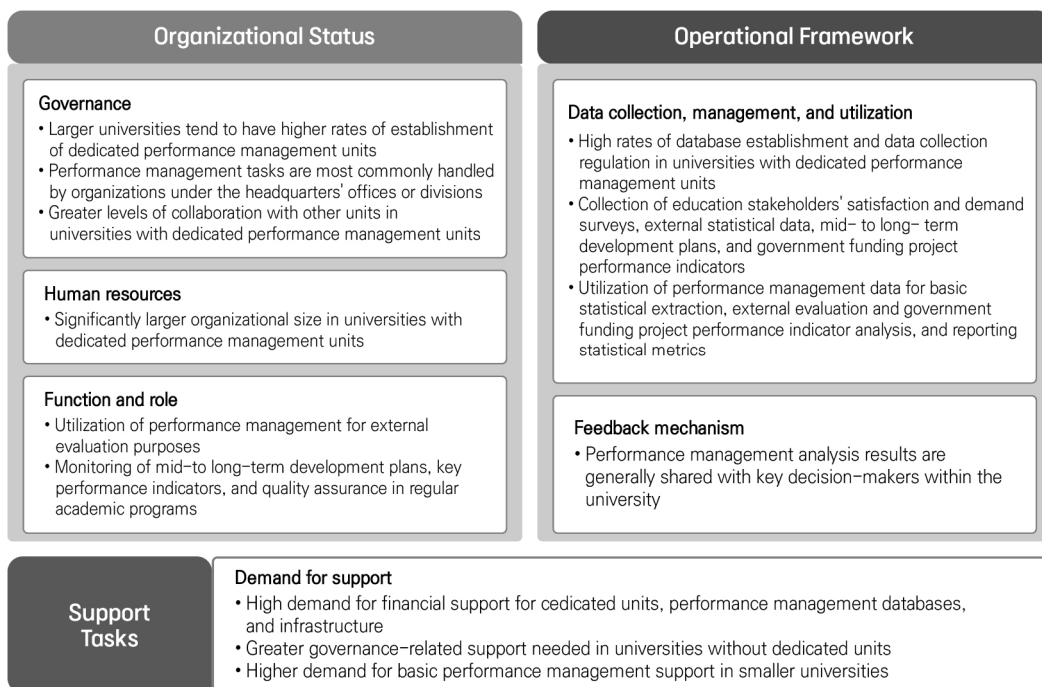 Organizational Status
Governance
• Larger universities tend to have higher rates of establishment
of dedicated performance management units
• Performance management tasks are most commonly handled
by organizations under the headquarters' offices or divisions
• Greater levels of collaboration with other units in
universities with dedicated performance management units
Human resources
• Significantly larger organizational size in universities with
dedicated performance management units
Function and role
• Utilization of performance management for external
evaluation purposes
• Monitoring of mid-to long-term development plans, key
performance indicators, and quality assurance in regular
academic programs
Operational Framework
Data collection, management, and utilization
• High rates of database establishment and data collection
regulation in universities with dedicated performance
management units
• Collection of education stakeholders' satisfaction and demand
surveys, external statistical data, mid- to long- term
development plans, and government funding project
performance indicators
• Utilization of performance management data for basic
statistical extraction, external evaluation and government
funding project performance indicator analysis, and reporting
statistical metrics
Feedback mechanism
• Performance management analysis results are
generally shared with key decision-makers within the
university
Support
Tasks
Demand for support
• High demand for financial support for cedicated units, performance management databases,
and infrastructure
• Greater governance-related support needed in universities without dedicated units
• Higher demand for basic performance management support in smaller universities